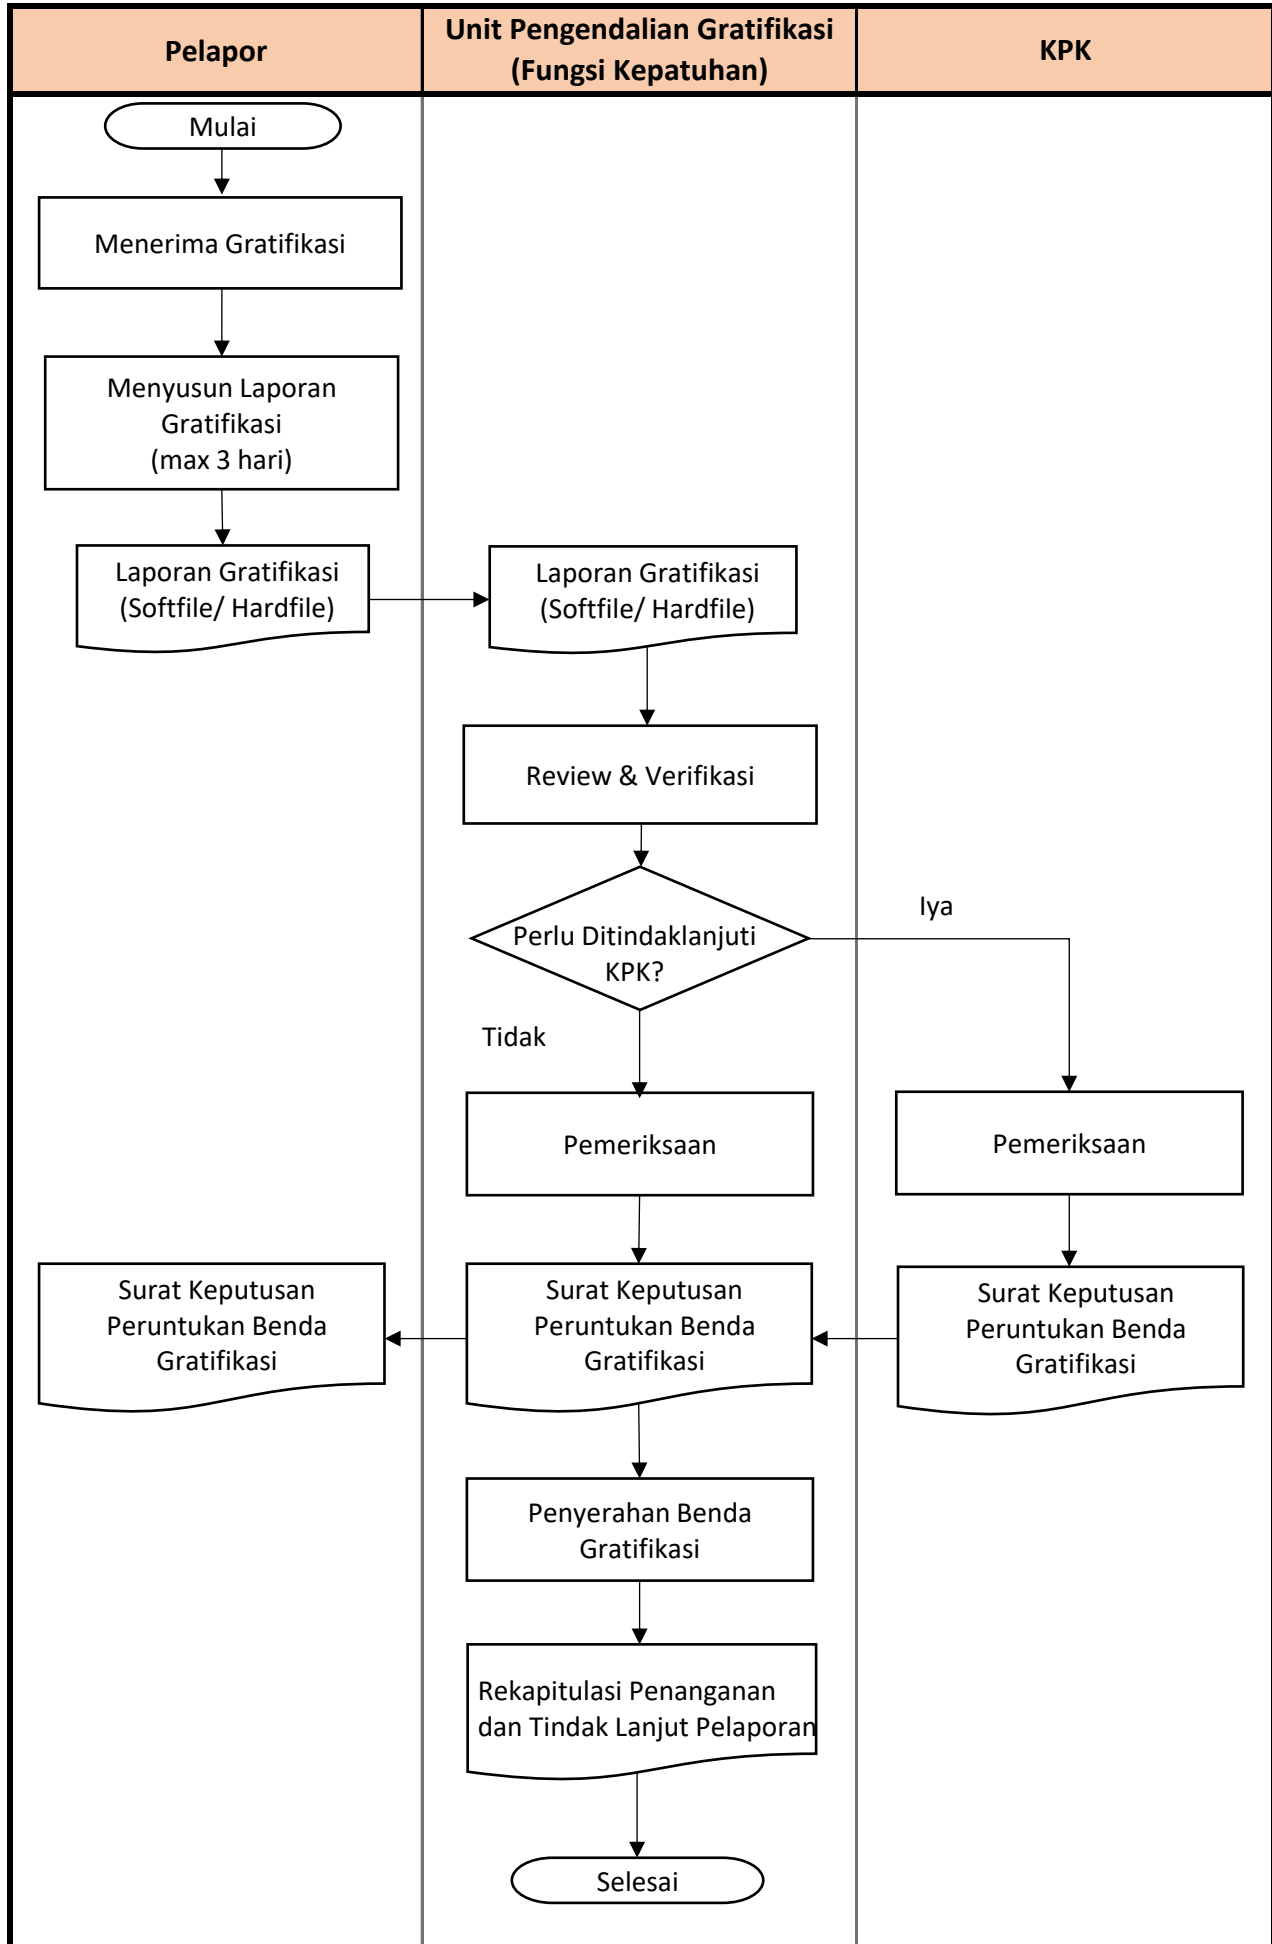 Pelapor
Unit Pengendalian Gratifikasi
(Fungsi Kepatuhan)
KPK
Mulai
Menerima Gratifikasi
Menyusun Laporan
Gratifikasi
(max 3 hari)
Laporan Gratifikasi
(Softfile/ Hardfile)
Laporan Gratifikasi
(Softfile/ Hardfile)
Review & Verifikasi
Perlu Ditindaklanjuti
KPK?
Iya
Tidak
Pemeriksaan
Pemeriksaan
Surat Keputusan
Peruntukan Benda
Gratifikasi
Surat Keputusan
Peruntukan Benda
Gratifikasi
Surat Keputusan
Peruntukan Benda
Gratifikasi
Penyerahan Benda
Gratifikasi
Rekapitulasi Penanganan
dan Tindak Lanjut Pelaporan
Selesai